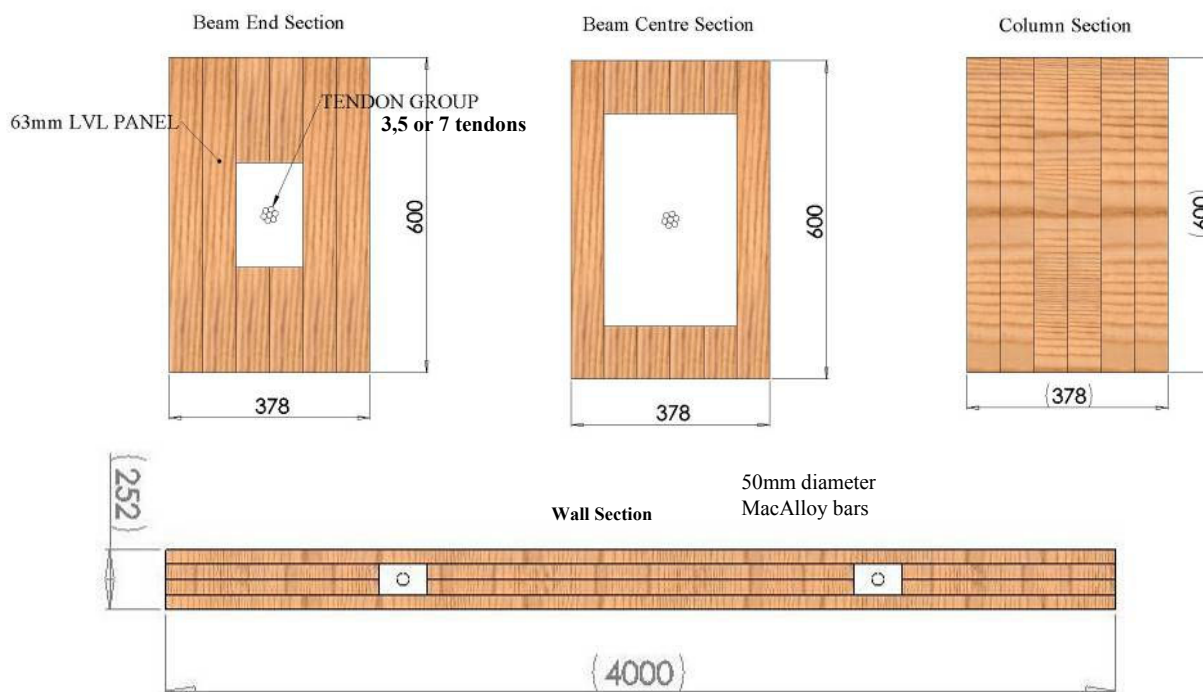 Beam End Section
Beam Centre Section
Column Section
TENDON GROUP
3,5 or 7 tendons
63mm LVL PANEL
600
600
(600)
378
378
(378)
(252)
50mm diameter
MacAlloy bars
Wall Section
(4000)